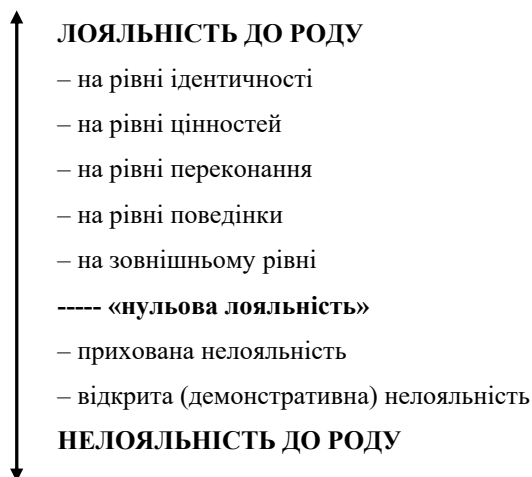 ЛОЯЛЬНІСТЬ ДО РОДУ
– на рівні ідентичності
– на рівні цінностей
– на рівні переконання
– на рівні поведінки
– на зовнішньому рівні
----- «нульова лояльність»
– прихована нелояльність
– відкрита (демонстративна) нелояльність
НЕЛОЯЛЬНІСТЬ ДО РОДУ